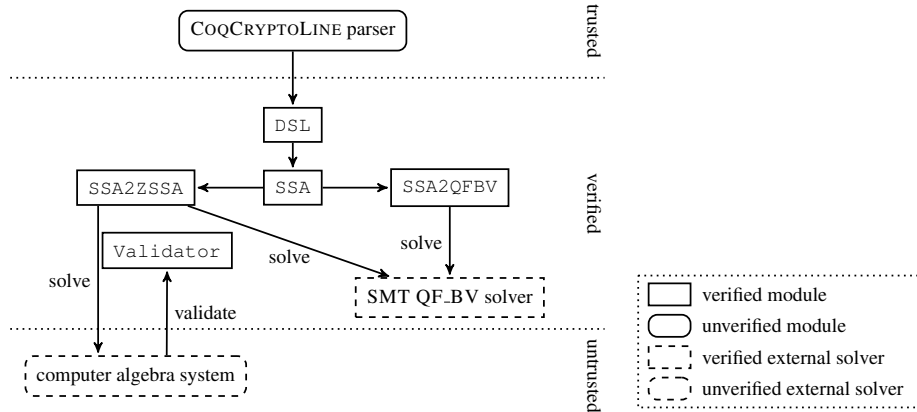 COQCRYPTOLINE parser
trusted
DSL
SSA2ZSSA
SSA
SSA2QFBV
verified
Validator
solve
solve
solve
SMT QF_BV solver
validate
computer algebra system
untrusted
verified module
unverified module
verified external solver
unverified external solver